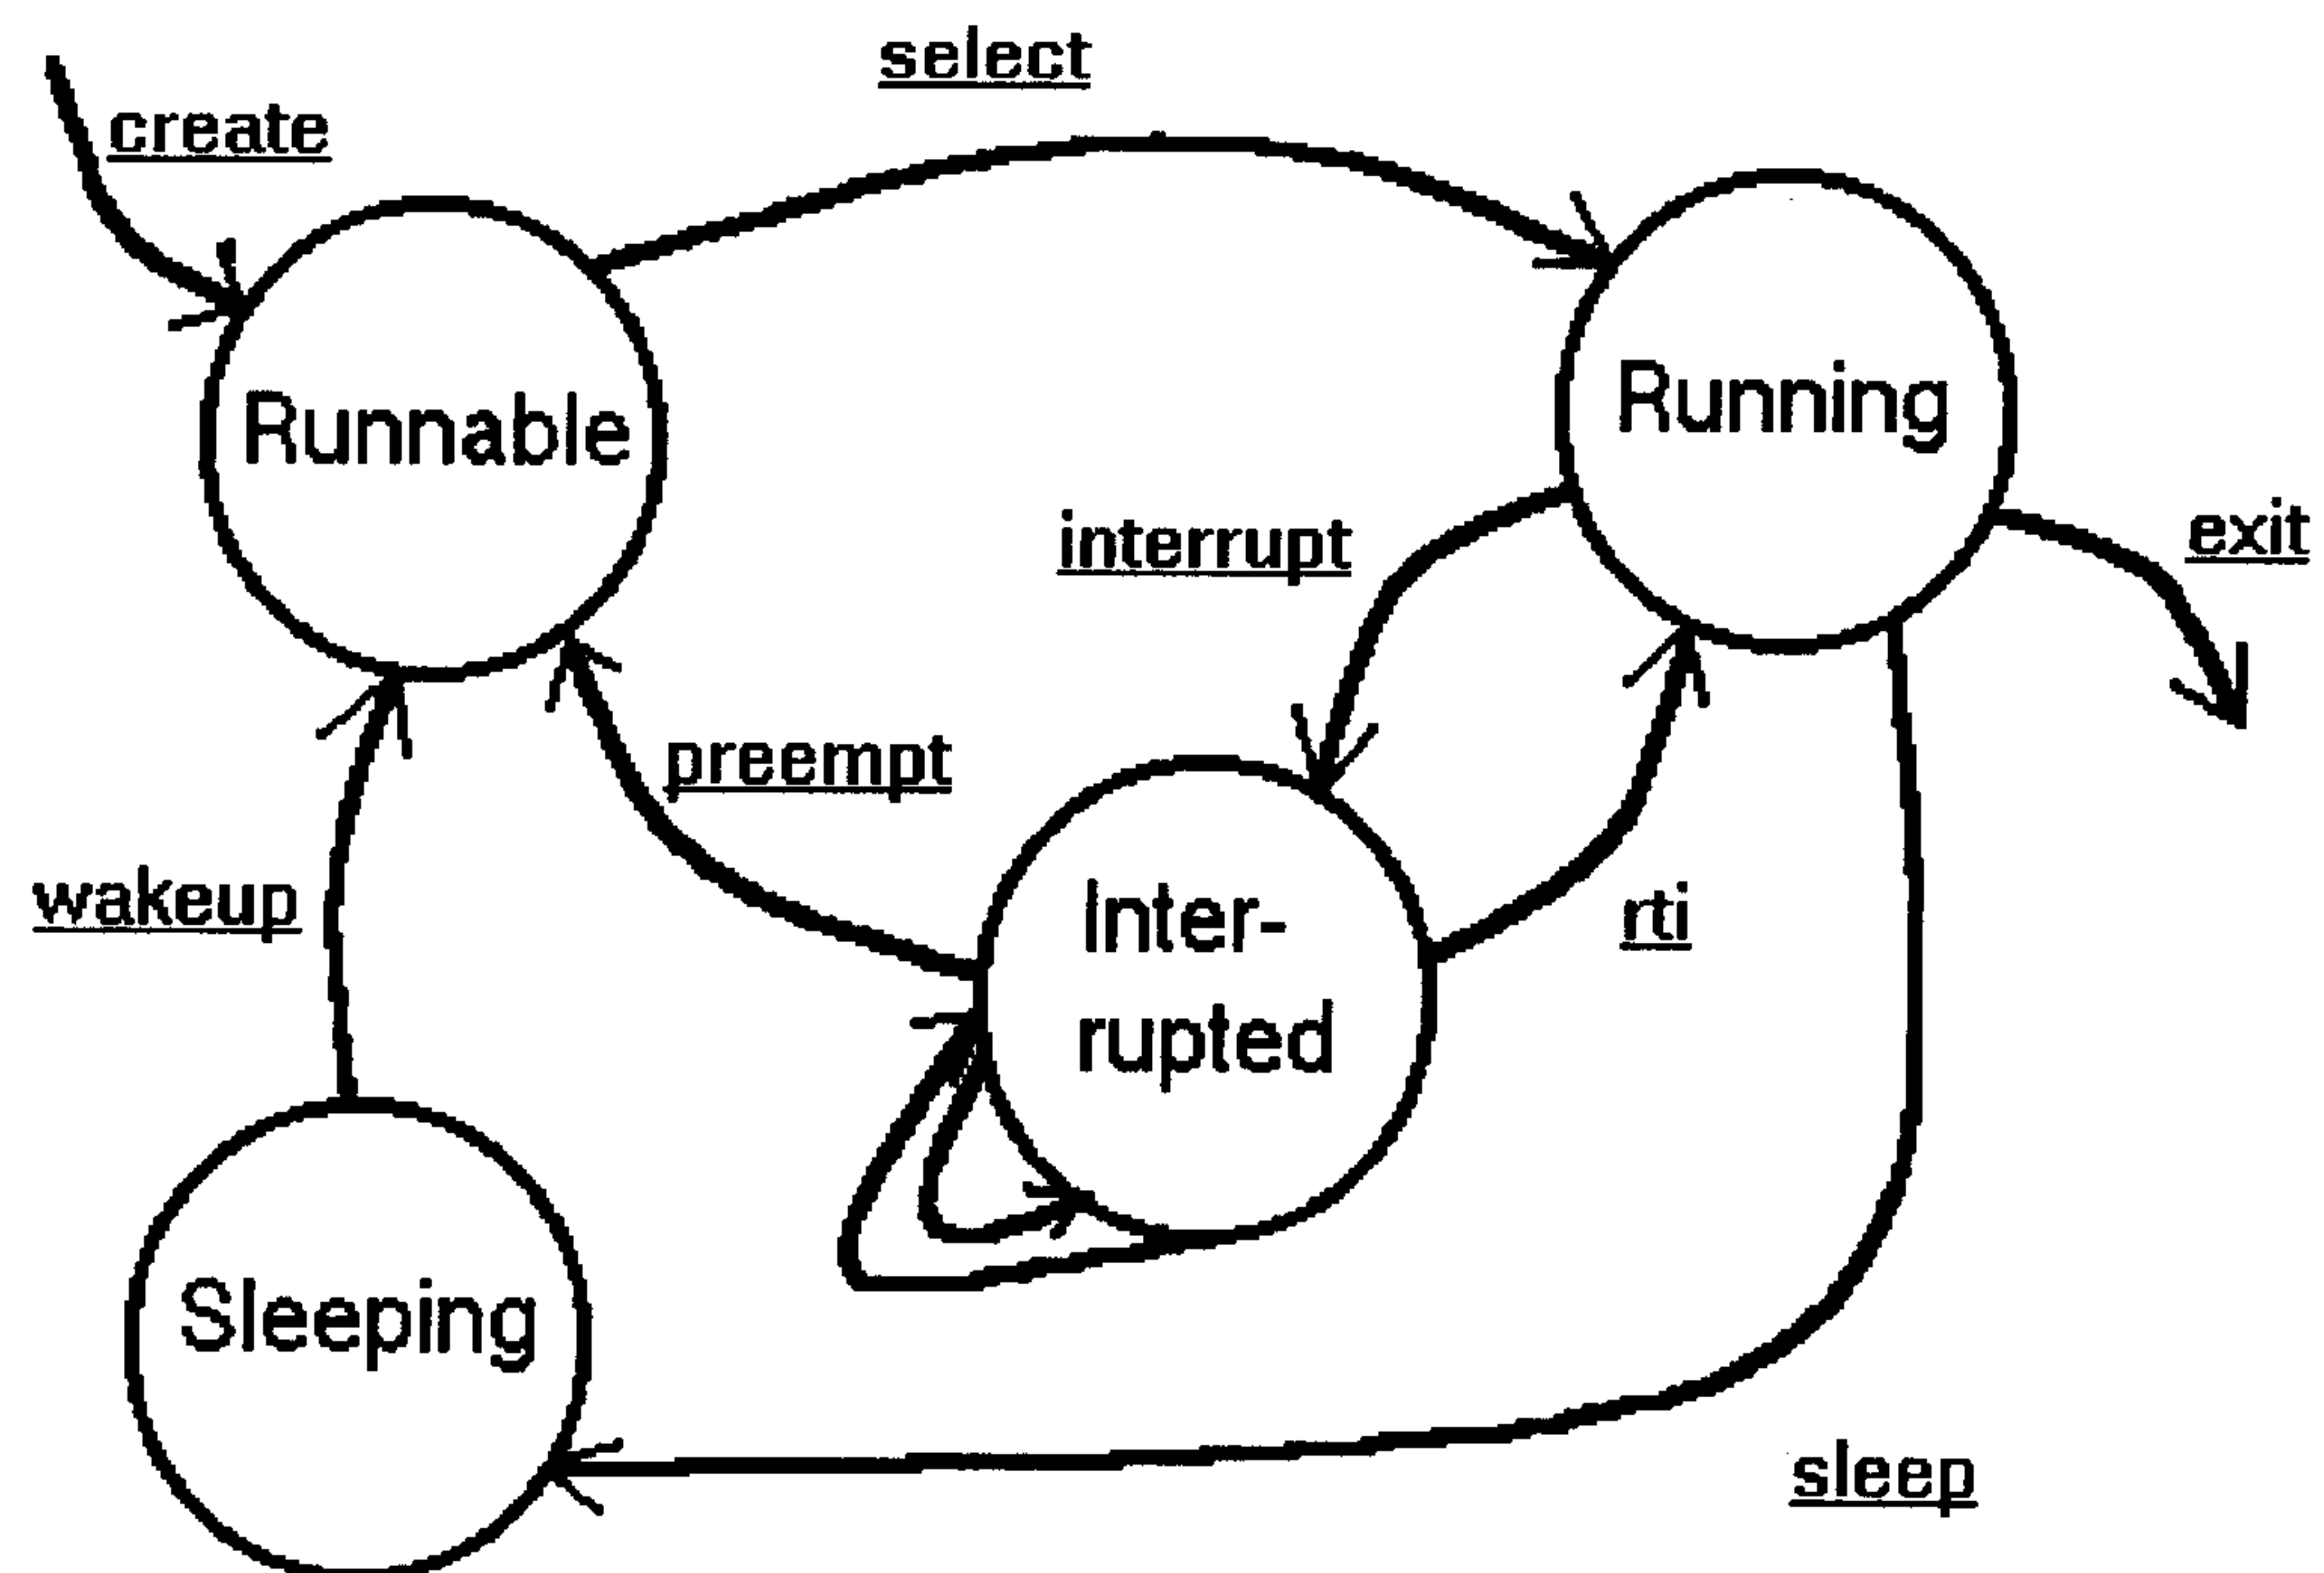 select
create
Runnable
Running
interrupt
exit
preempt
wakeup
Inter-
rupted
rti
Sleeping
sleep